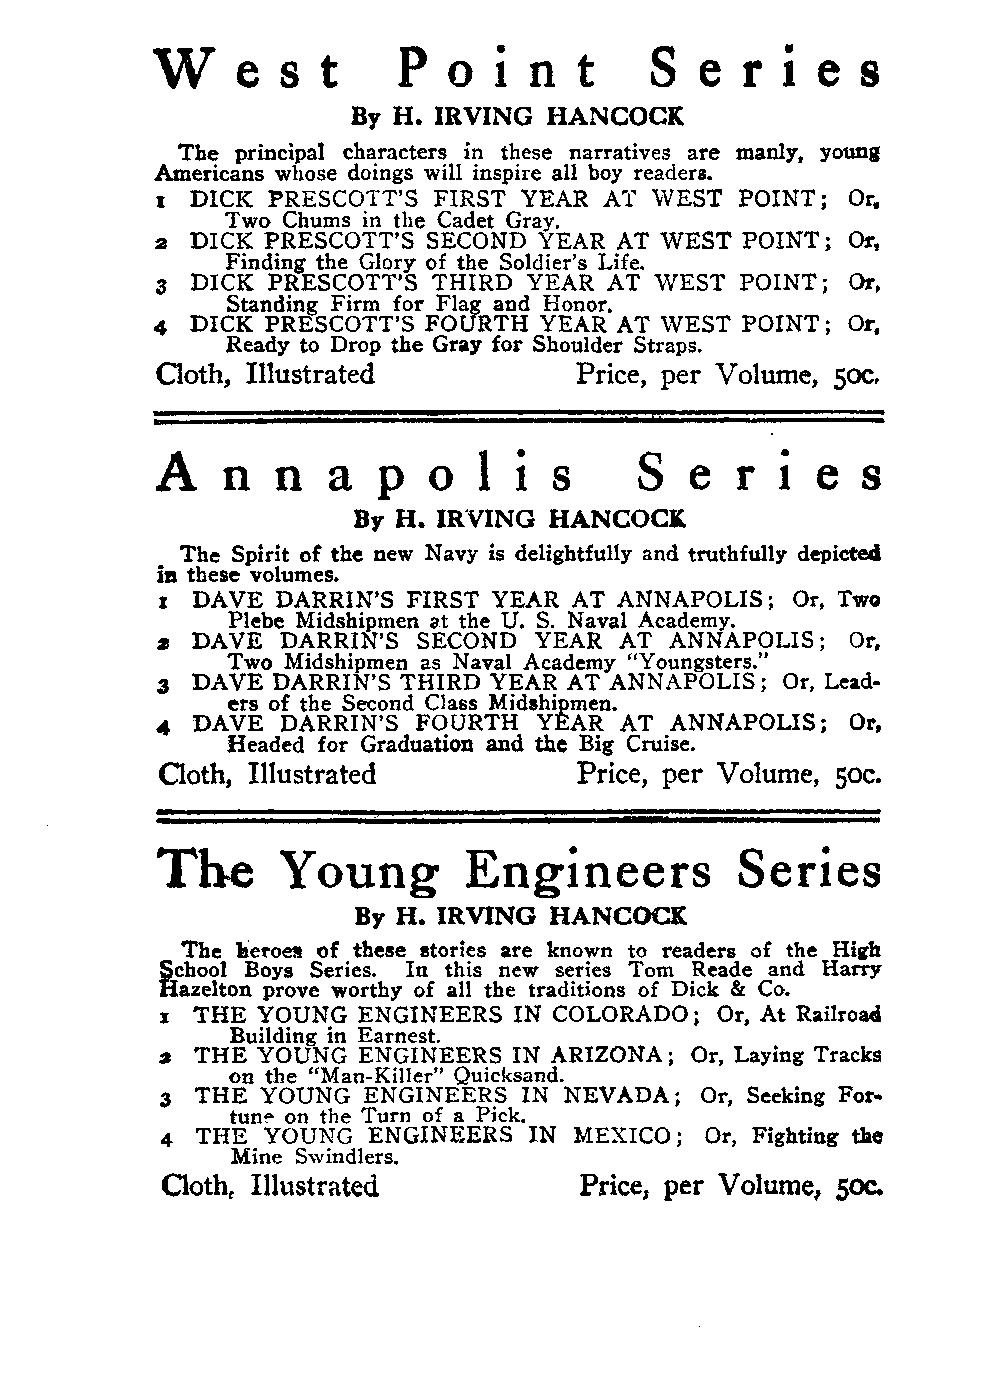 West Point Series
By H. IRVING HANCOCK
The principal characters in these narratives are manly, young
Americans whose doings will inspire all boy readers.
1 DICK PRESCOTT'S FIRST YEAR AT WEST POINT; Or,
Two Chums in the Cadet Gray.
2 DICK PRESCOTT'S SECOND YEAR AT WEST POINT; Or,
Finding the Glory of the Soldier's Life.
3 DICK PRESCOTT'S THIRD YEAR AT WEST POINT; Or,
Standing Firm for Flag and Honor.
4 DICK PRESCOTT'S FOURTH YEAR AT WEST POINT; Or,
Ready to Drop the Gray for Shoulder Straps.
Cloth, Illustrated Price, per Volume, 50c.
Annapolis Series
By H. IRVING HANCOCK
The Spirit of the new Navy is delightfully and truthfully depicted
in these volumes.
1 DAVE DARRIN'S FIRST YEAR AT ANNAPOLIS; Or, Two
Plebe Midshipmen at the U. S. Naval Academy.
2 DAVE DARRIN'S SECOND YEAR AT ANNAPOLIS; Or,
Two Midshipmen as Naval Academy "Youngsters."
3 DAVE DARRIN'S THIRD YEAR AT ANNAPOLIS; Or, Lead-
ers of the Second Class Midshipmen.
4 DAVE DARRIN'S FOURTH YEAR AT ANNAPOLIS; Or,
Headed for Graduation and the Big Cruise.
Cloth, Illustrated Price, per Volume, 50c.
The Young Engineers Series
By H. IRVING HANCOCK
The heroes of these stories are known to readers of the High
School Boys Series. In this new series Tom Reade and Harry
Hazelton prove worthy of all the traditions of Dick & Co.
1 THE YOUNG ENGINEERS IN COLORADO; Or, At Railroad
Building in Earnest.
2 THE YOUNG ENGINEERS IN ARIZONA; Or, Laying Tracks
on the "Man-Killer" Quicksand.
3 THE YOUNG ENGINEERS IN NEVADA; Or, Seeking For-
tune on the Turn of a Pick.
4 THE YOUNG ENGINEERS IN MEXICO; Or, Fighting the
Mine Swindlers.
Cloth, Illustrated Price, per Volume, 50c.